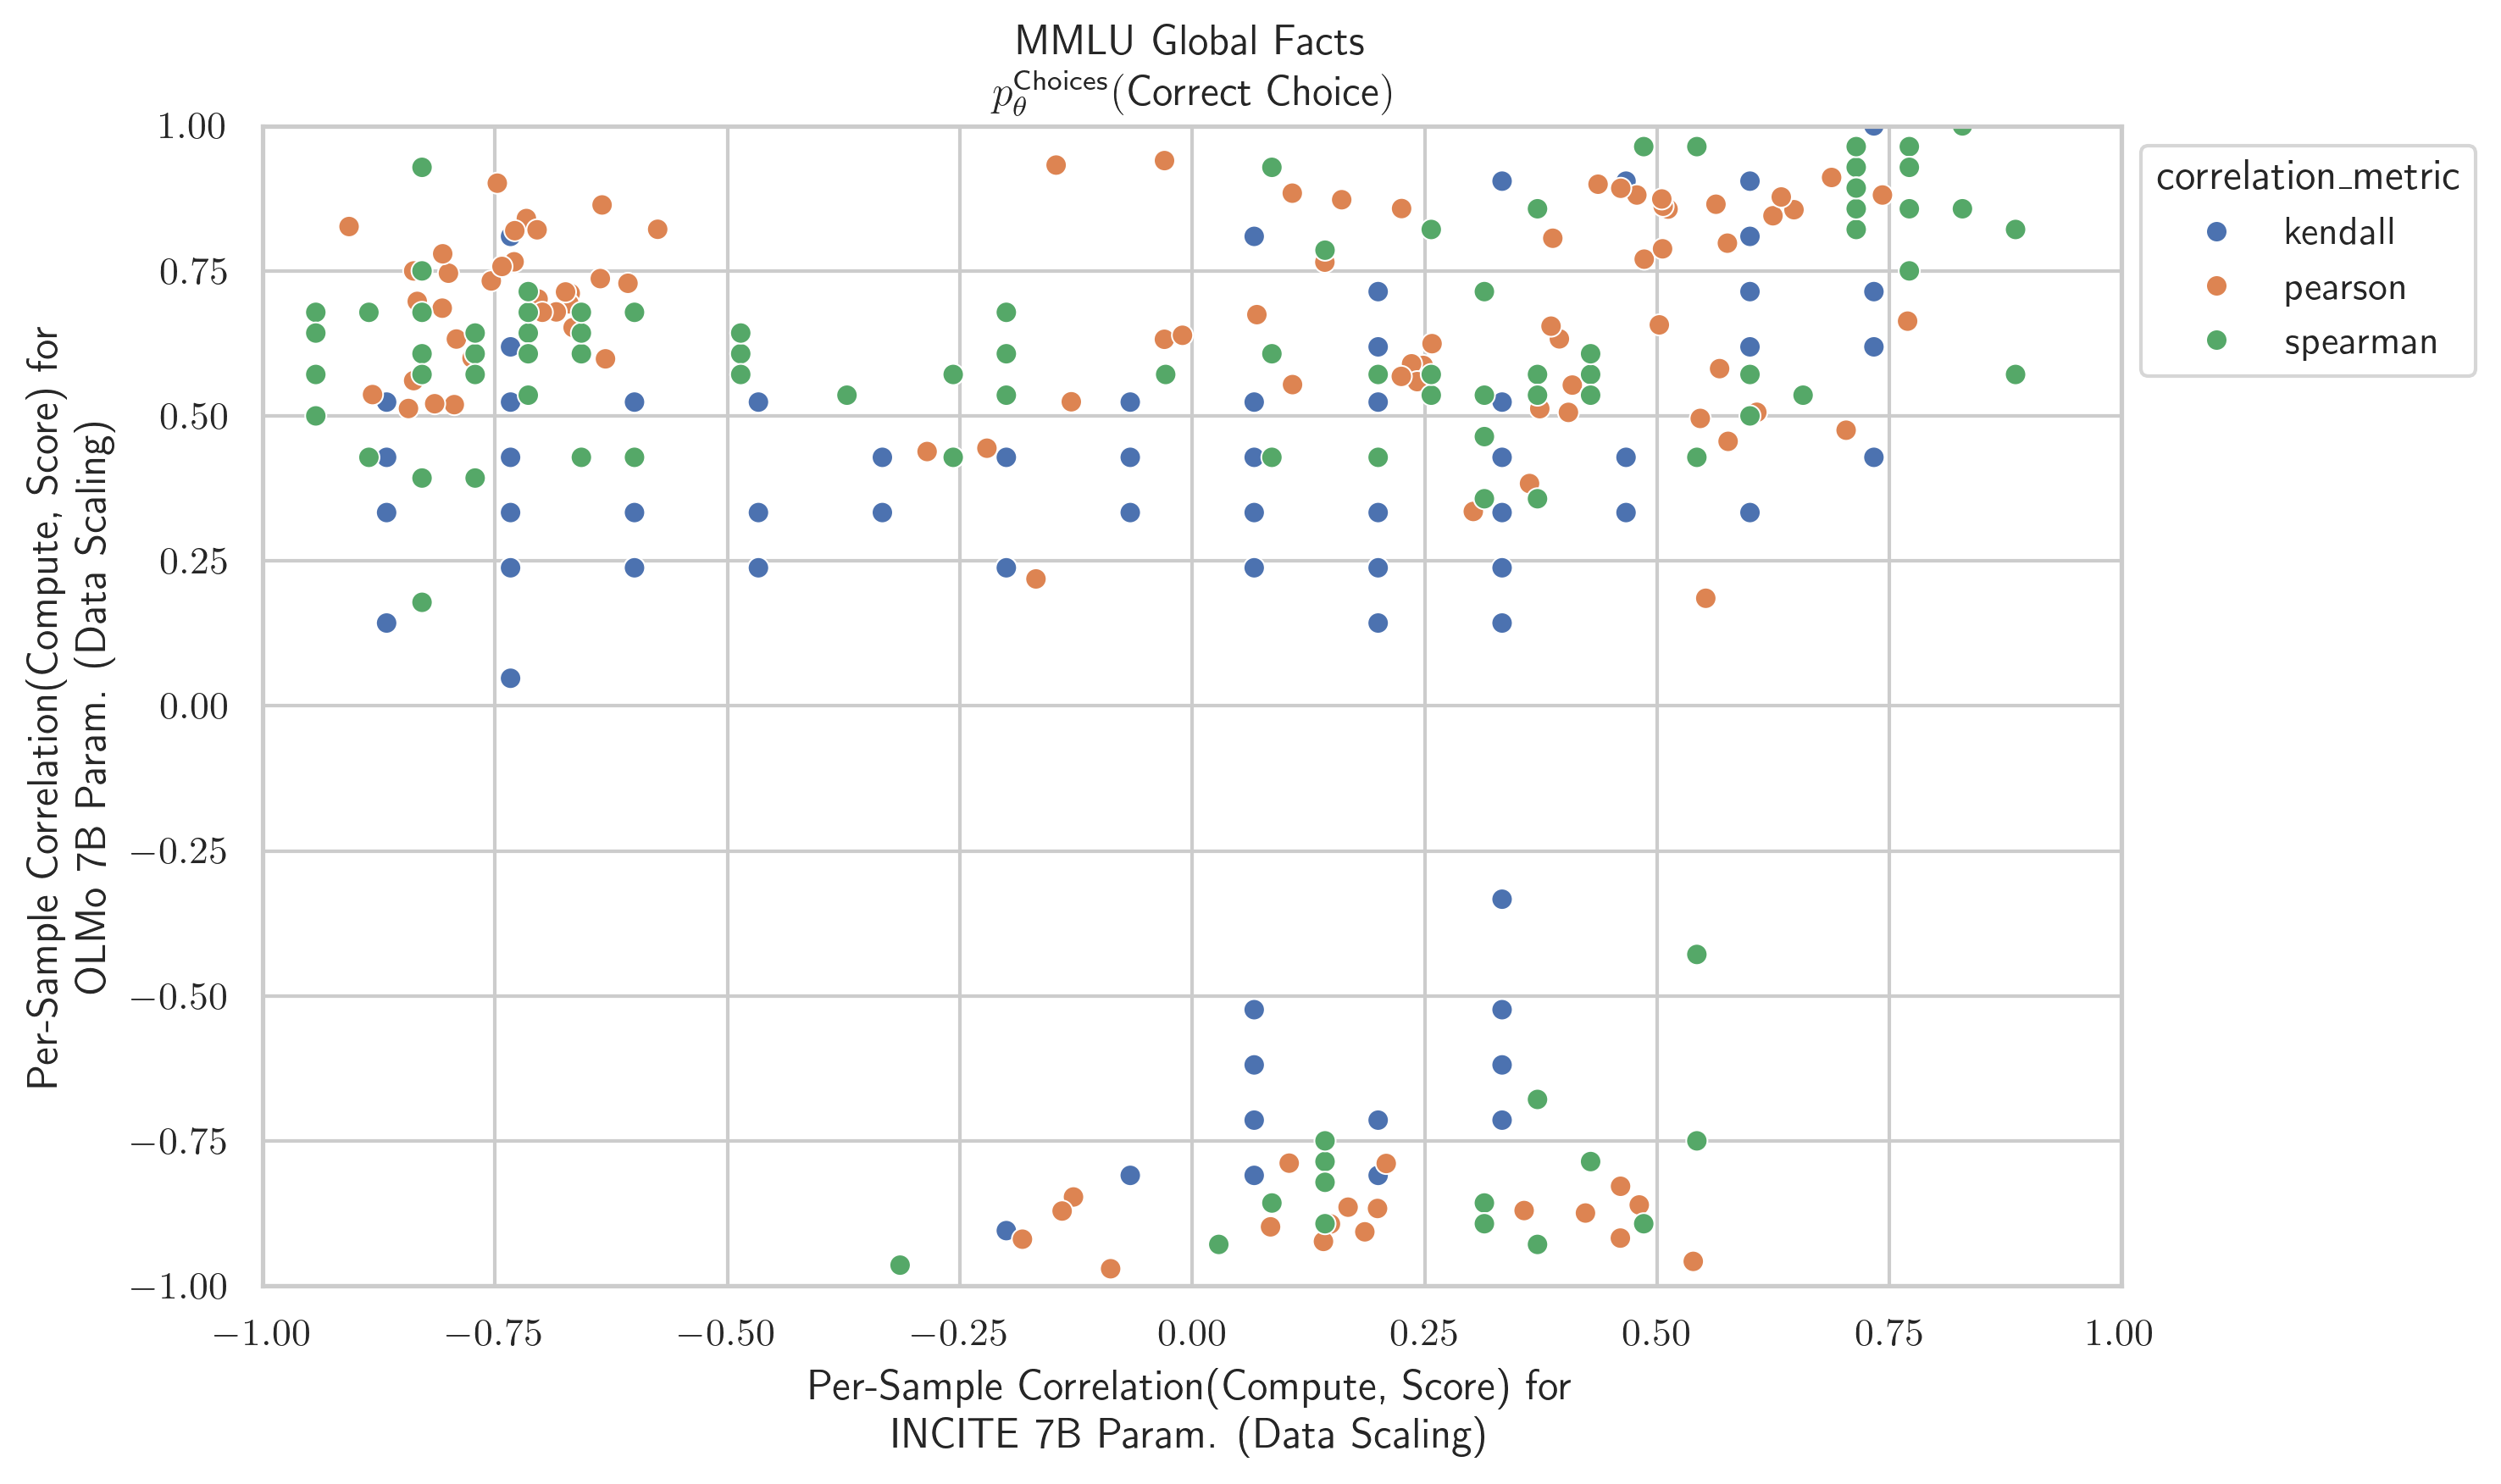 MMLU Global Facts
p_θ^Choices(Correct Choice)
Per-Sample Correlation(Compute, Score) for
OLMo 7B Param. (Data Scaling)
1.00
0.75
0.50
0.25
0.00
−0.25
−0.50
−0.75
−1.00
−1.00 −0.75 −0.50 −0.25 0.00 0.25 0.50 0.75 1.00
Per-Sample Correlation(Compute, Score) for
INCITE 7B Param. (Data Scaling)
correlation_metric
kendall
pearson
spearman